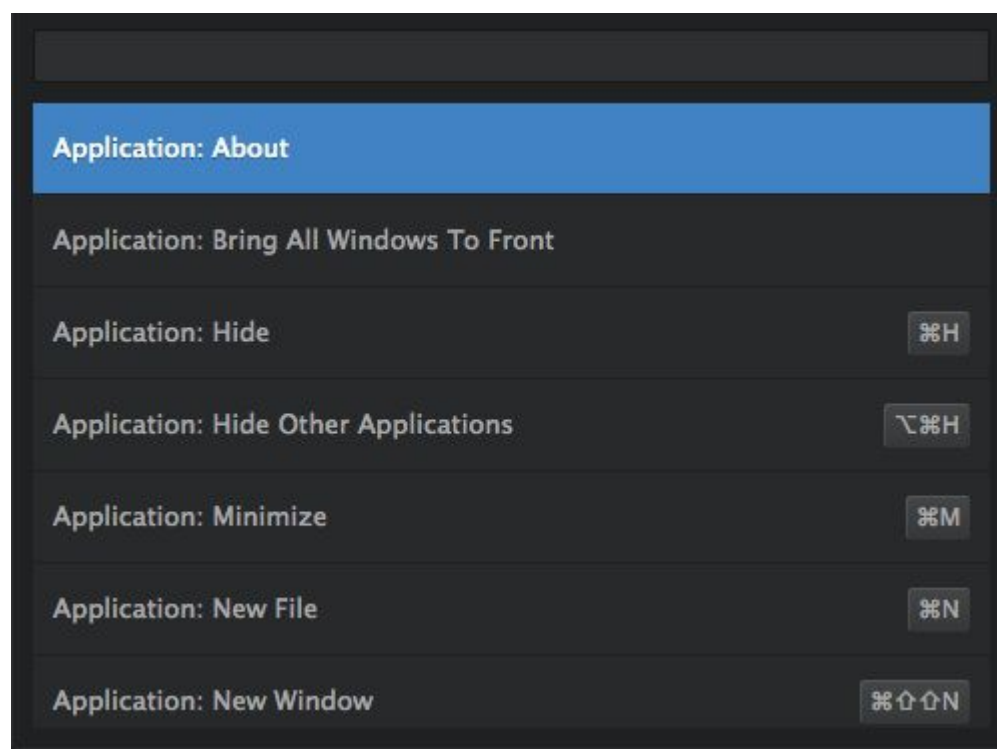 Application: About
Application: Bring All Windows To Front
Application: Hide ⌘H
Application: Hide Other Applications ⌥⌘H
Application: Minimize ⌘M
Application: New File ⌘N
Application: New Window ⌘⇧⇧N